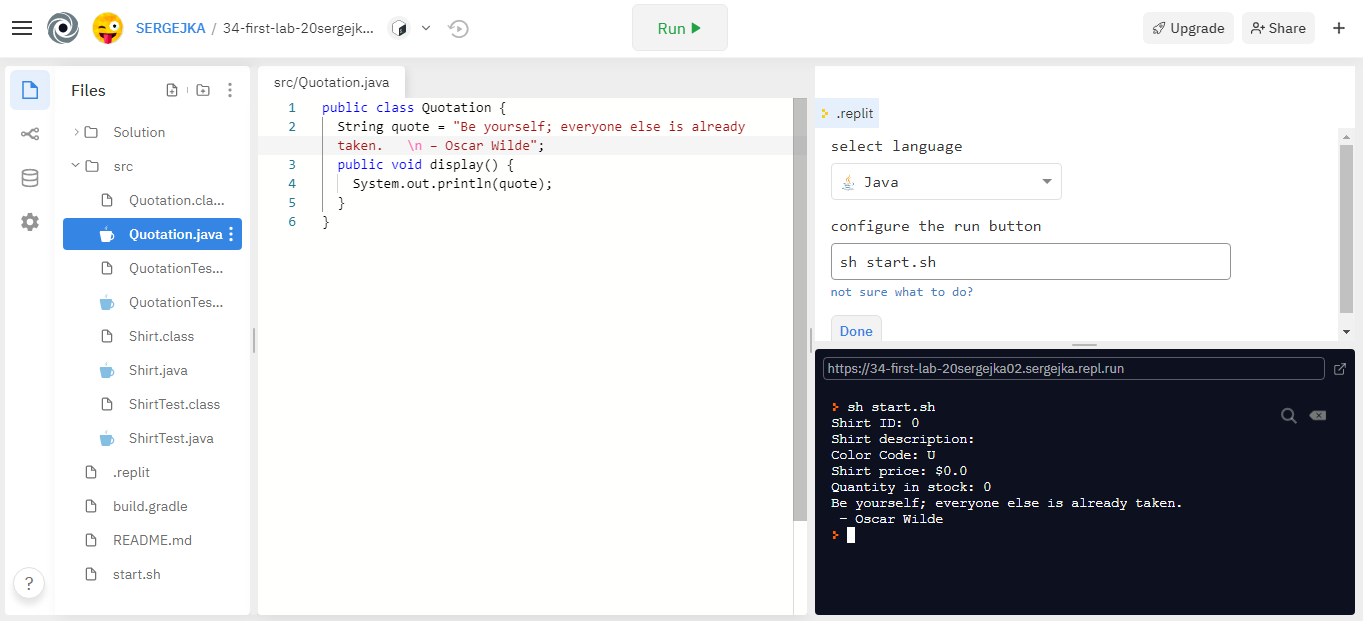 SERGEJKA / 34-first-lab-20sergejk...
Run
Upgrade
Share
Files
Solution
src
Quotation.cla...
Quotation.java
QuotationTes...
QuotationTes...
Shirt.class
Shirt.java
ShirtTest.class
ShirtTest.java
.replit
build.gradle
README.md
start.sh
?
src/Quotation.java
1 public class Quotation {
2 String quote = "Be yourself; everyone else is already
taken.   \n – Oscar Wilde";
3 public void display() {
4 System.out.println(quote);
5 }
6 }
.replit
select language
Java
configure the run button
sh start.sh
not sure what to do?
Done
https://34-first-lab-20sergejka02.sergejka.repl.run
sh start.sh
Shirt ID: 0
Shirt description:
Color Code: U
Shirt price: $0.0
Quantity in stock: 0
Be yourself; everyone else is already taken.
– Oscar Wilde